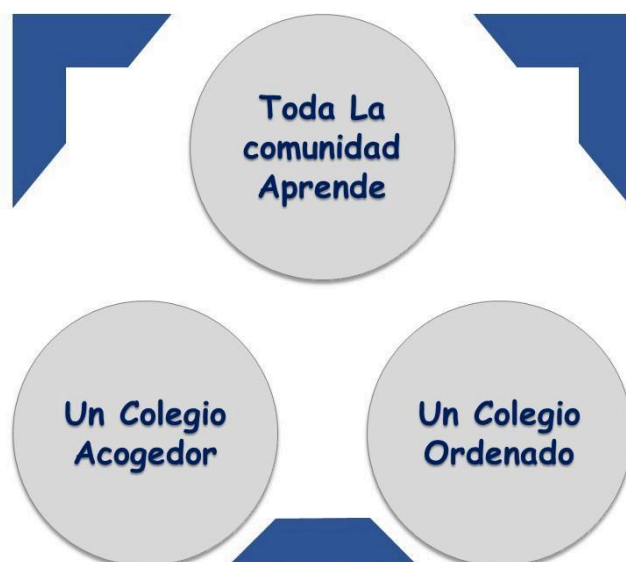 Toda La
comunidad
Aprende
Un Colegio
Acogedor
Un Colegio
Ordenado